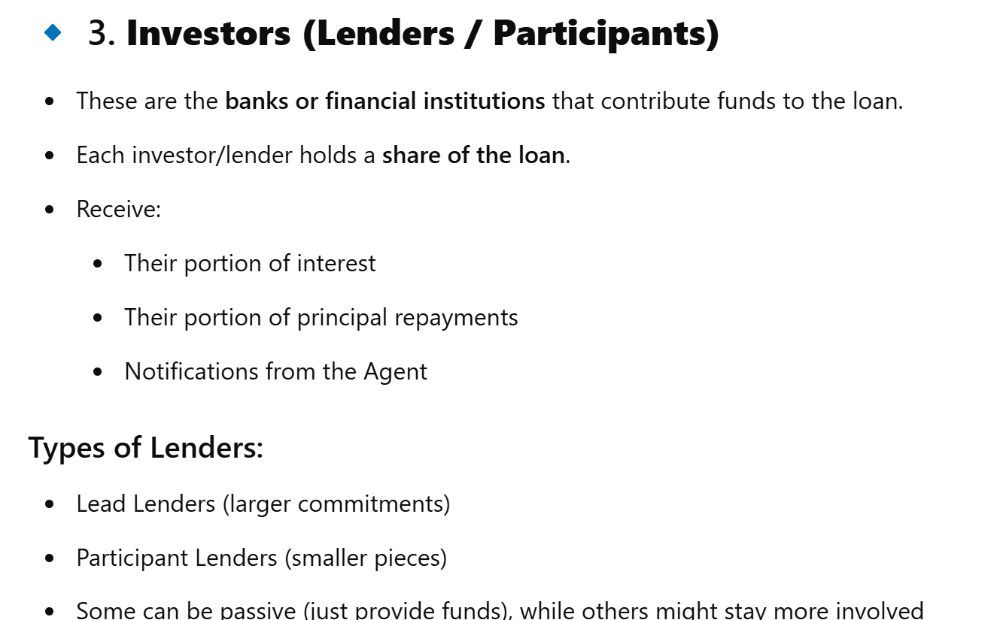 3. Investors (Lenders / Participants)
These are the banks or financial institutions that contribute funds to the loan.
Each investor/lender holds a share of the loan.
Receive:
Their portion of interest
Their portion of principal repayments
Notifications from the Agent
Types of Lenders:
Lead Lenders (larger commitments)
Participant Lenders (smaller pieces)
Some can be passive (just provide funds), while others might stay more involved